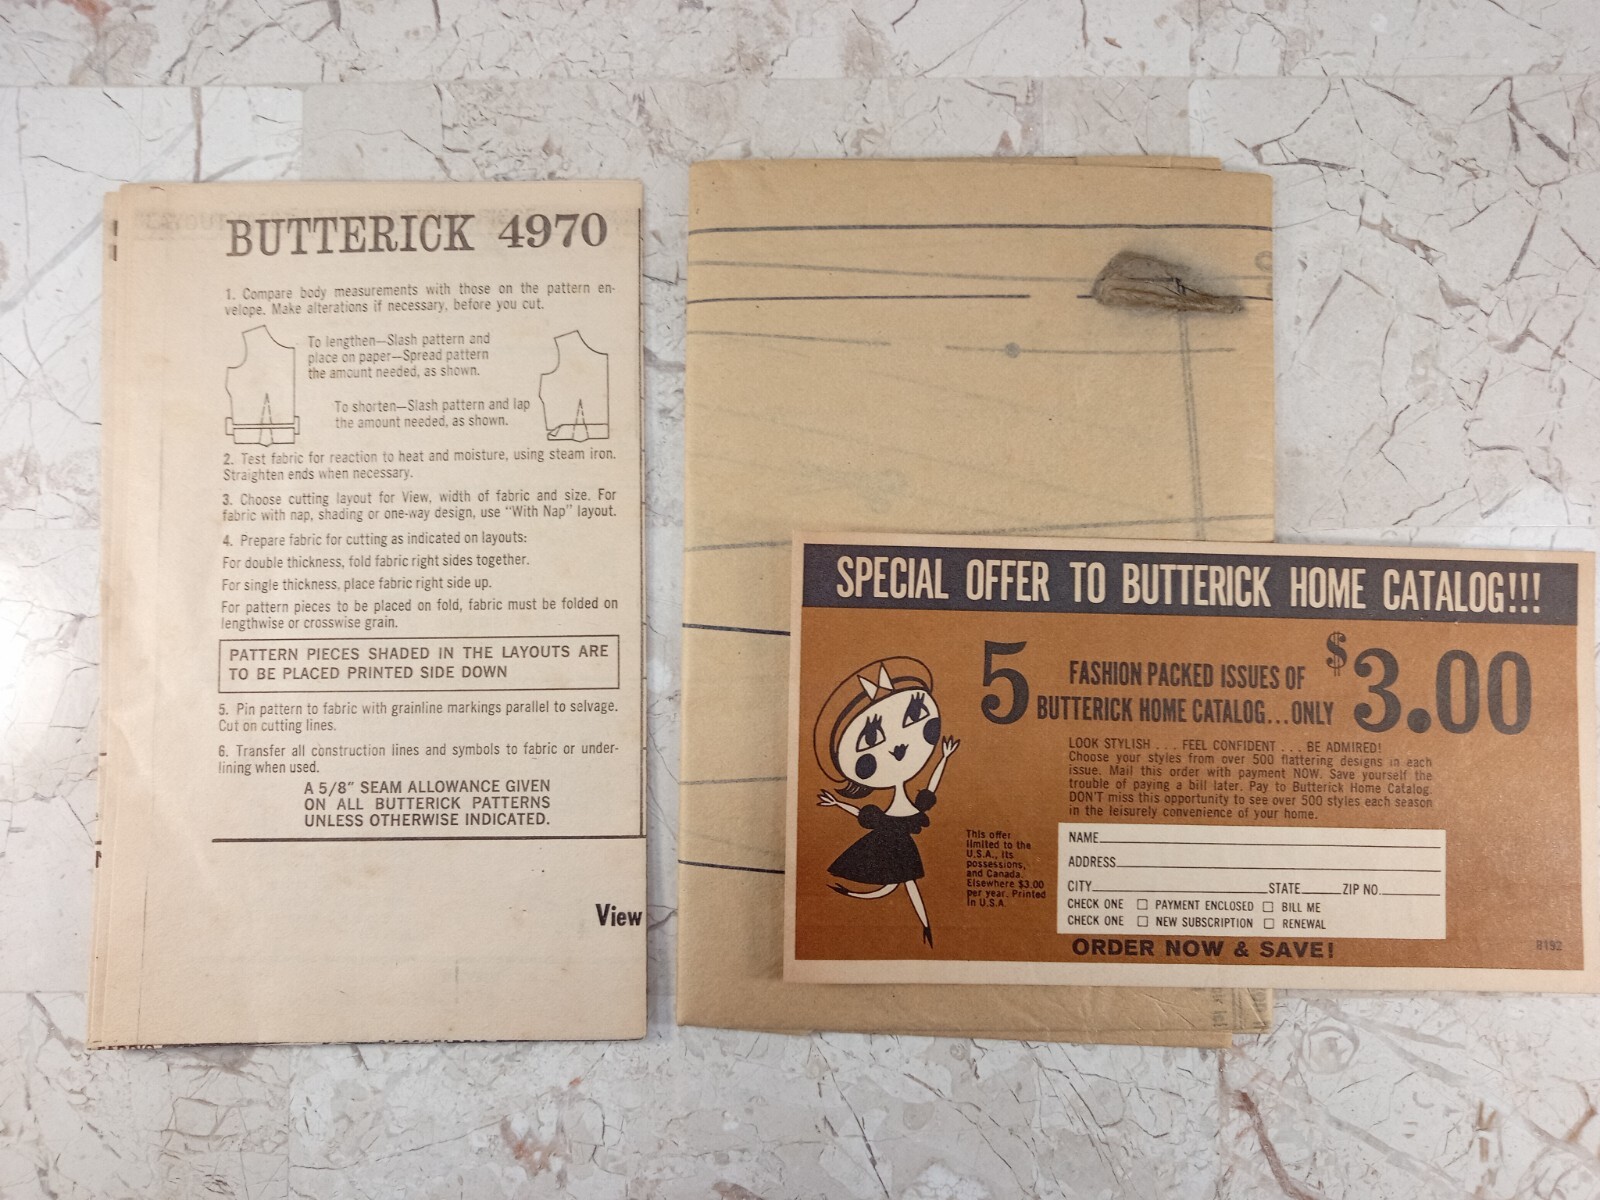 BUTTERICK 4970
1. Compare body measurements with those on the pattern en-
velope. Make alterations if necessary, before you cut.
To lengthen—Slash pattern and
place on paper—Spread pattern
the amount needed, as shown.
To shorten—Slash pattern and lap
the amount needed, as shown.
2. Test fabric for reaction to heat and moisture, using steam iron.
Straighten ends when necessary.
3. Choose cutting layout for View, width of fabric and size. For
fabric with nap, shading or one-way design, use "With Nap" layout.
4. Prepare fabric for cutting as indicated on layouts:
For double thickness, fold fabric right sides together.
For single thickness, place fabric right side up.
For pattern pieces to be placed on fold, fabric must be folded on
lengthwise or crosswise grain.
PATTERN PIECES SHADED IN THE LAYOUTS ARE
TO BE PLACED PRINTED SIDE DOWN
5. Pin pattern to fabric with grainline markings parallel to selvage.
Cut on cutting lines.
6. Transfer all construction lines and symbols to fabric or under-
lining when used.
A 5/8" SEAM ALLOWANCE GIVEN
ON ALL BUTTERICK PATTERNS
UNLESS OTHERWISE INDICATED.
View
SPECIAL OFFER TO BUTTERICK HOME CATALOG!!!
5 FASHION PACKED ISSUES OF $3.00
BUTTERICK HOME CATALOG...ONLY
LOOK STYLISH . . . FEEL CONFIDENT . . . BE ADMIRED!
Choose your styles from over 500 flattering designs in each
issue. Mail this order with payment NOW. Save yourself the
trouble of paying a bill later. Pay to Butterick Home Catalog.
DON'T miss this opportunity to see over 500 styles each season
in the leisurely convenience of your home.
This offer
limited to the
U.S.A., its
possessions,
and Canada.
Elsewhere $3.00
per year. Printed
in U.S.A.
NAME
ADDRESS
CITY STATE ZIP NO.
CHECK ONE □ PAYMENT ENCLOSED □ BILL ME
CHECK ONE □ NEW SUBSCRIPTION □ RENEWAL
ORDER NOW & SAVE!
8192